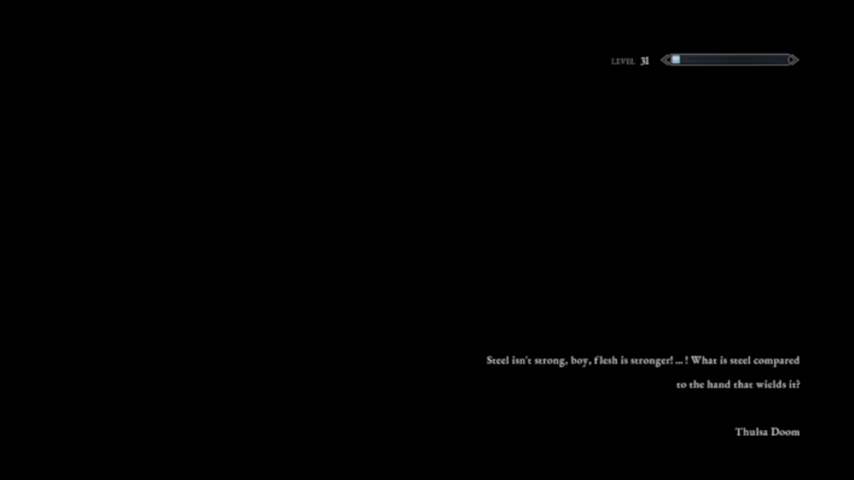 LEVEL 31
Steel isn't strong, boy, flesh is stronger! ... ! What is steel compared
to the hand that wields it?
Thulsa Doom